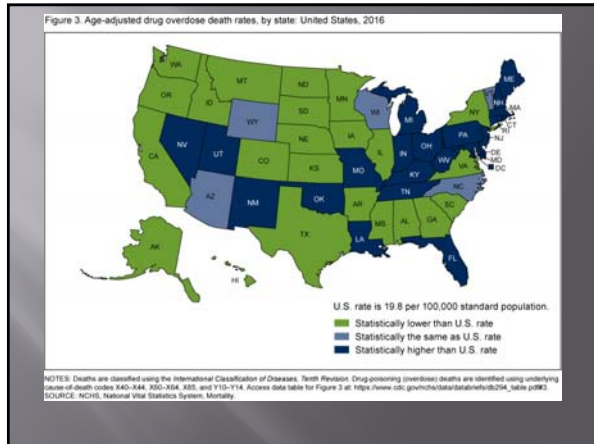 Figure 3. Age-adjusted drug overdose death rates, by state: United States, 2016
WA
MT
ND
MN
ME
OR
ID
SD
WI
VT
NH
WY
MI
NY
MA
CT
RI
NV
NE
IA
PA
NJ
UT
IL
IN
OH
DE
CA
CO
KS
MO
WV
VA
MD
DC
KY
AZ
NM
OK
AR
TN
NC
SC
MS
AL
GA
TX
LA
AK
FL
HI
U.S. rate is 19.8 per 100,000 standard population.
Statistically lower than U.S. rate
Statistically the same as U.S. rate
Statistically higher than U.S. rate
NOTES: Deaths are classified using the International Classification of Diseases, Tenth Revision. Drug-poisoning (overdose) deaths are identified using underlying
cause-of-death codes X40–X44, X60–X64, X85, and Y10–Y14. Access data table for Figure 3 at: https://www.cdc.gov/nchs/data/databriefs/db294_table.pdf#3.
SOURCE: NCHS, National Vital Statistics System, Mortality.